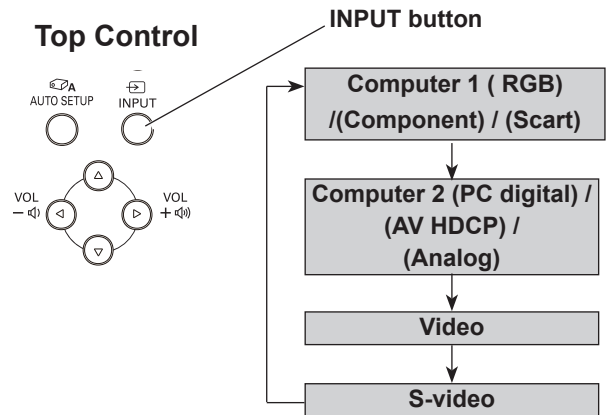 INPUT button
Top Control
A
AUTO SETUP
INPUT
VOL
–
VOL
+
Computer 1 ( RGB)
/(Component) / (Scart)
Computer 2 (PC digital) /
(AV HDCP) /
(Analog)
Video
S-video